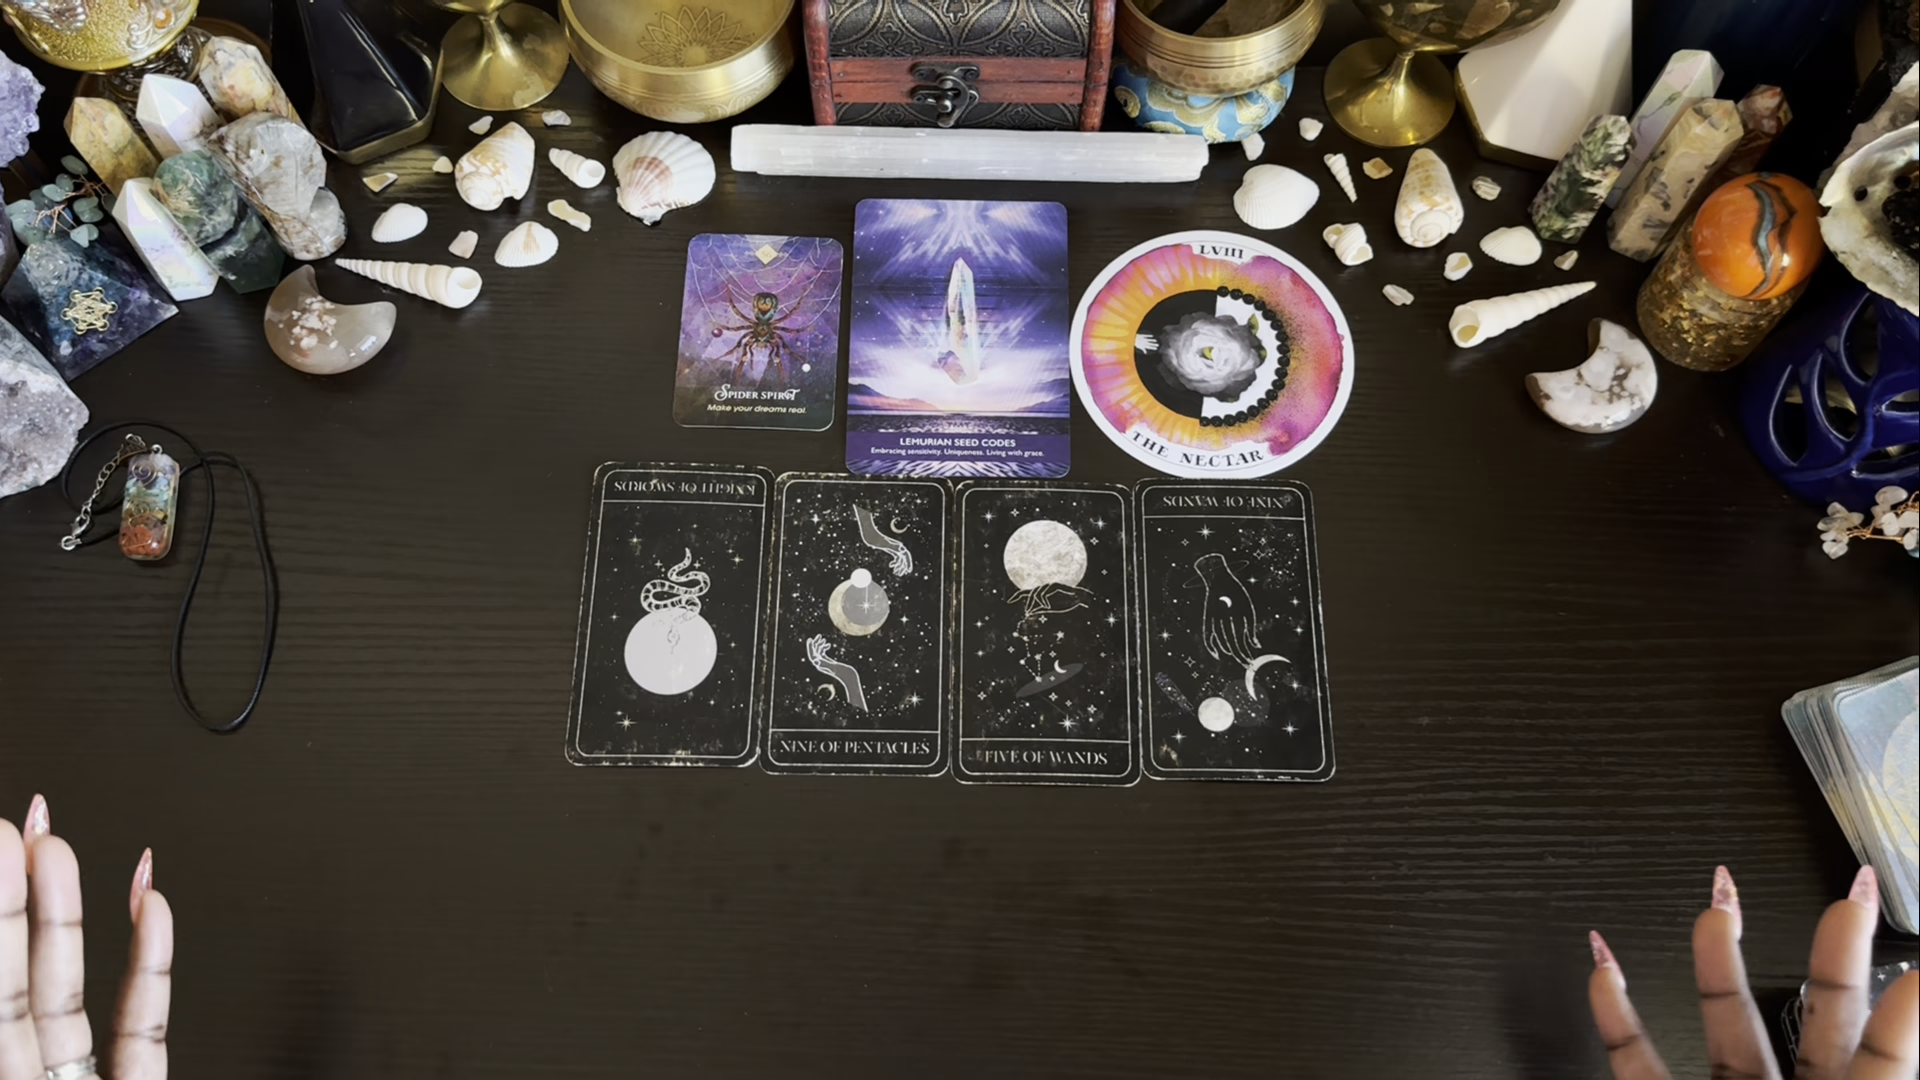 LVIII
SPIDER SPIRIT
Make your dreams real.
LEMURIAN SEED CODES
Embracing sensitivity. Uniqueness. Living with grace.
THE NECTAR
KNIGHT OF SWORDS
NINE OF WANDS
NINE OF PENTACLES
FIVE OF WANDS